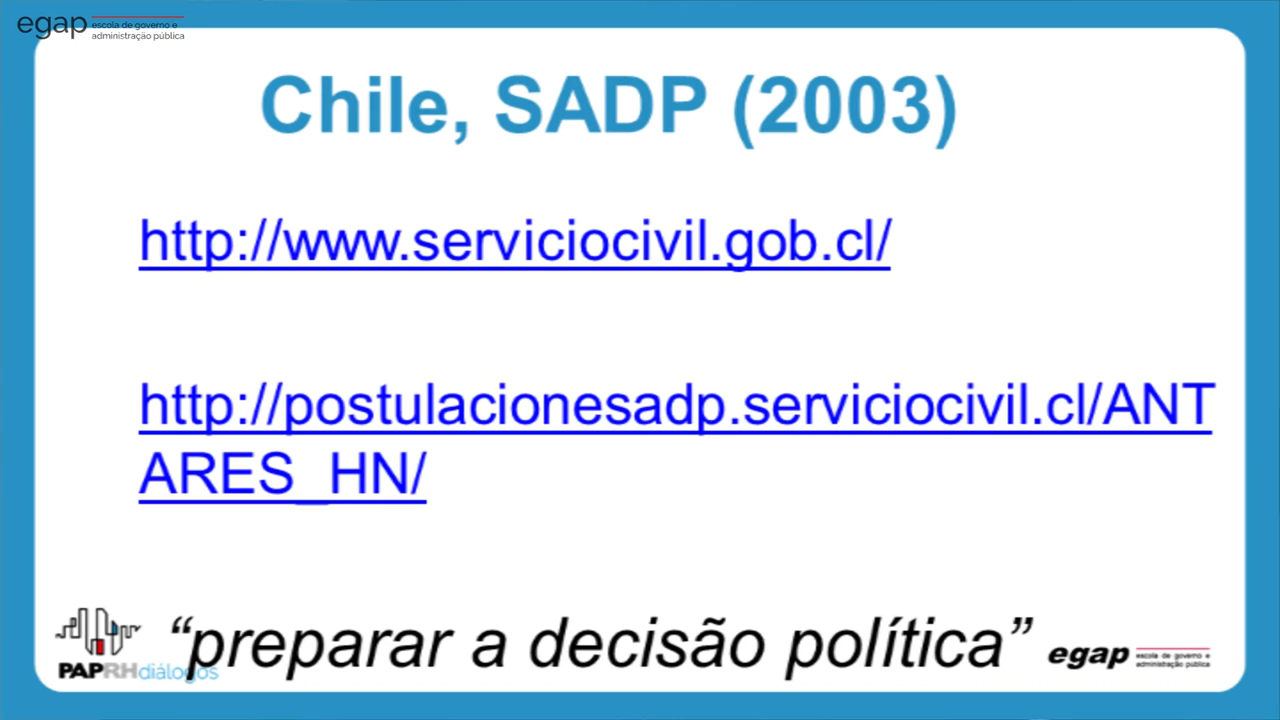 egap escola de governo e
administração pública
Chile, SADP (2003)
http://www.serviciocivil.gob.cl/
http://postulacionesadp.serviciocivil.cl/ANT
ARES_HN/
“preparar a decisão política”
PAPRHdiálogos
egap escola de governo e
administração pública